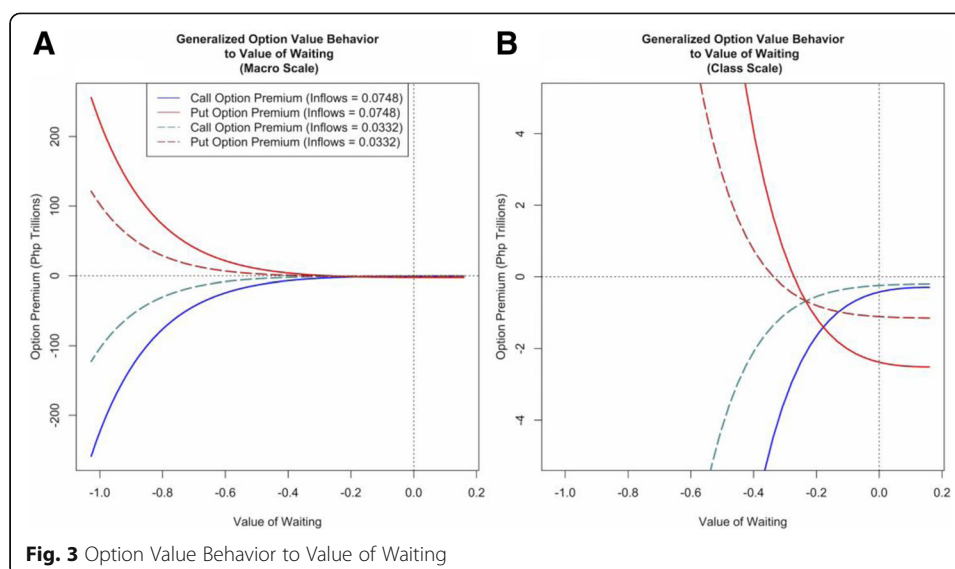 A
Generalized Option Value Behavior
to Value of Waiting
(Macro Scale)
Call Option Premium (Inflows = 0.0748)
Put Option Premium (Inflows = 0.0748)
Call Option Premium (Inflows = 0.0332)
Put Option Premium (Inflows = 0.0332)
Option Premium (Php Trillions)
200
100
0
-100
-200
-1.0 -0.8 -0.6 -0.4 -0.2 0.0 0.2
Value of Waiting
B
Generalized Option Value Behavior
to Value of Waiting
(Class Scale)
Option Premium (Php Trillions)
4
2
0
-2
-4
-1.0 -0.8 -0.6 -0.4 -0.2 0.0 0.2
Value of Waiting
Fig. 3 Option Value Behavior to Value of Waiting